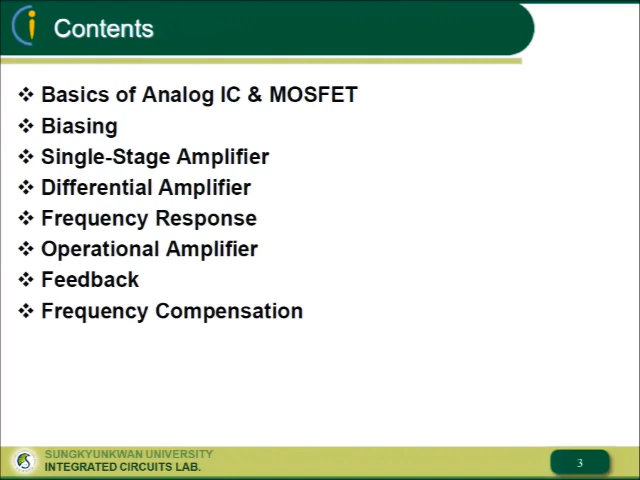 Contents
❖ Basics of Analog IC & MOSFET
❖ Biasing
❖ Single-Stage Amplifier
❖ Differential Amplifier
❖ Frequency Response
❖ Operational Amplifier
❖ Feedback
❖ Frequency Compensation
SUNGKYUNKWAN UNIVERSITY
INTEGRATED CIRCUITS LAB.
3